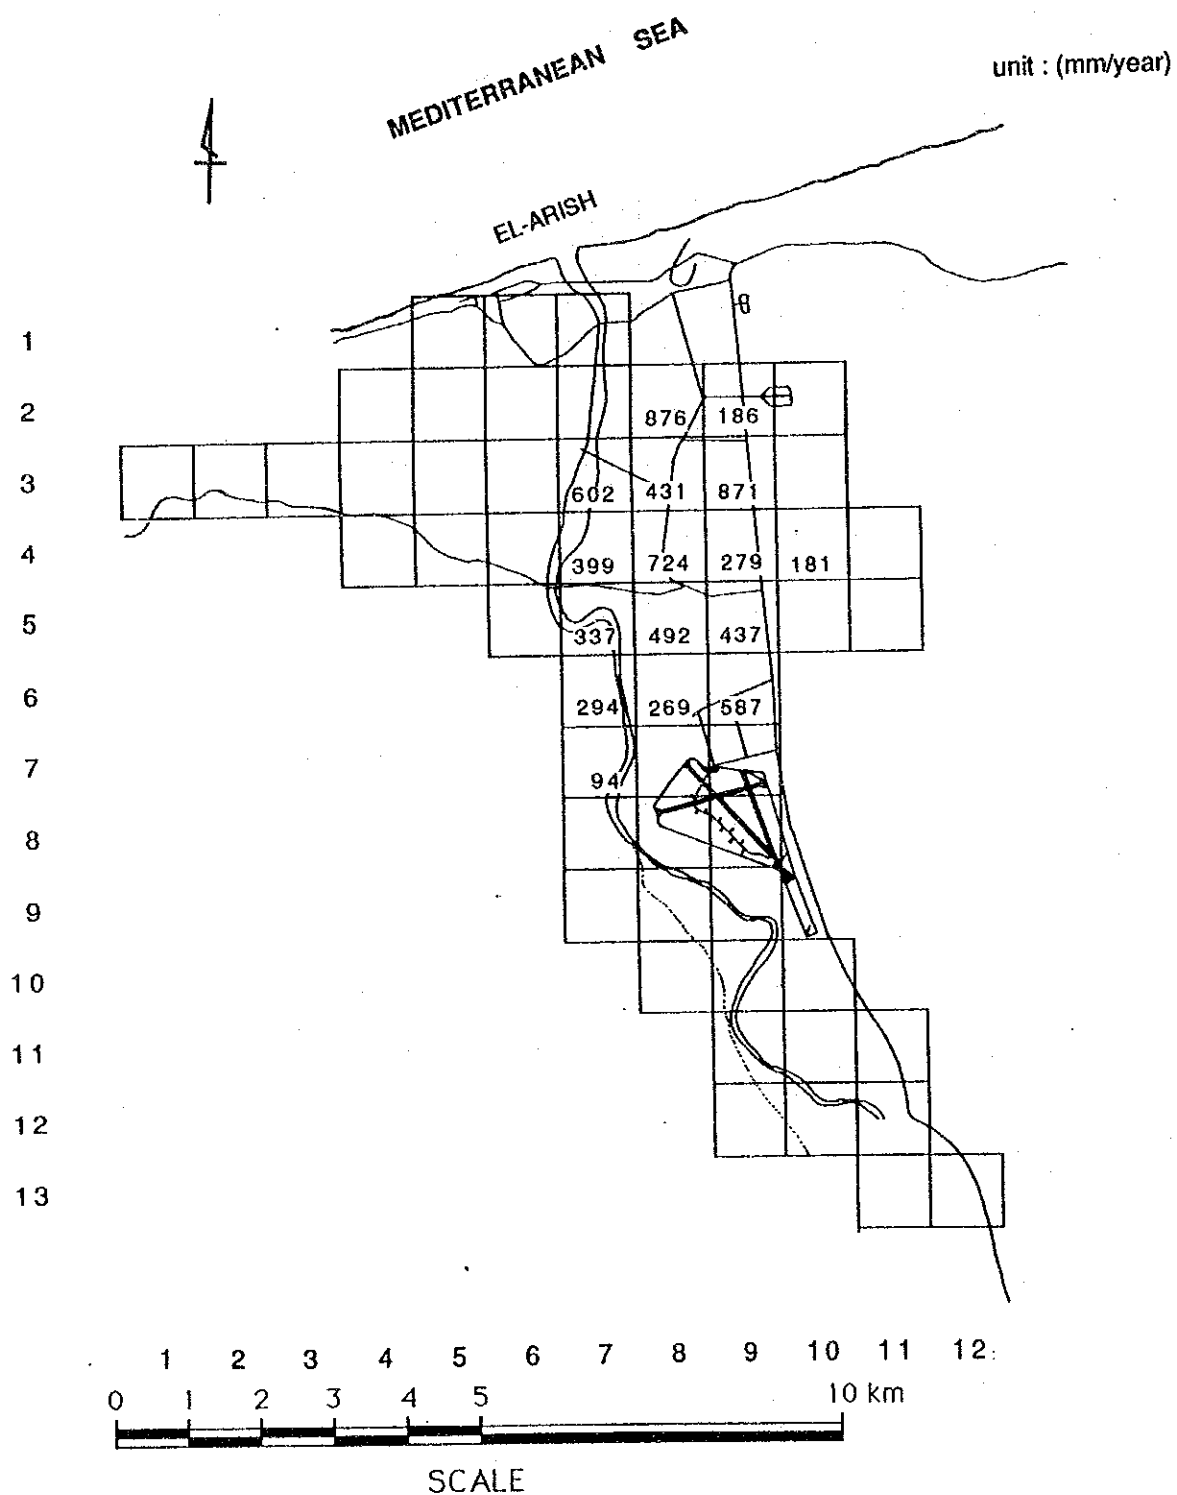 MEDITERRANEAN SEA
unit : (mm/year)
EL-ARISH
1
2 876 186
3 602 431 871
4 399 724 279 181
5 337 492 437
6 294 269 587
7 94
8
9
10
11
12
13
1 2 3 4 5 6 7 8 9 10 11 12
0 1 2 3 4 5 10 km
SCALE